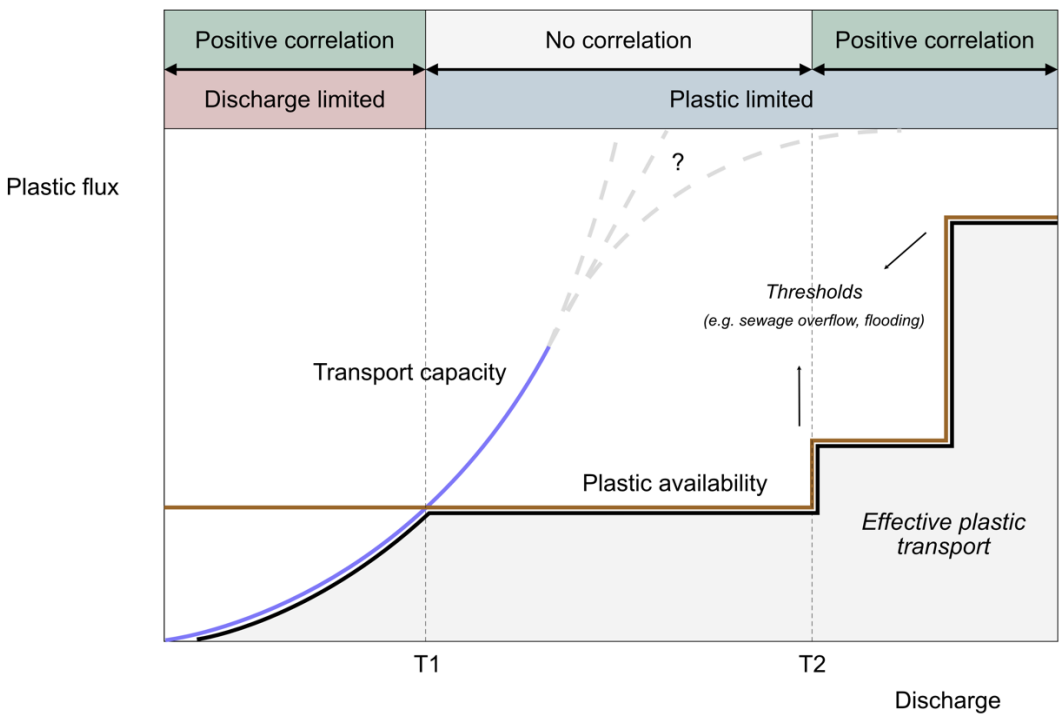 Positive correlation
No correlation
Positive correlation
Discharge limited
Plastic limited
Plastic flux
?
Thresholds
(e.g. sewage overflow, flooding)
Transport capacity
Plastic availability
Effective plastic
transport
T1
T2
Discharge